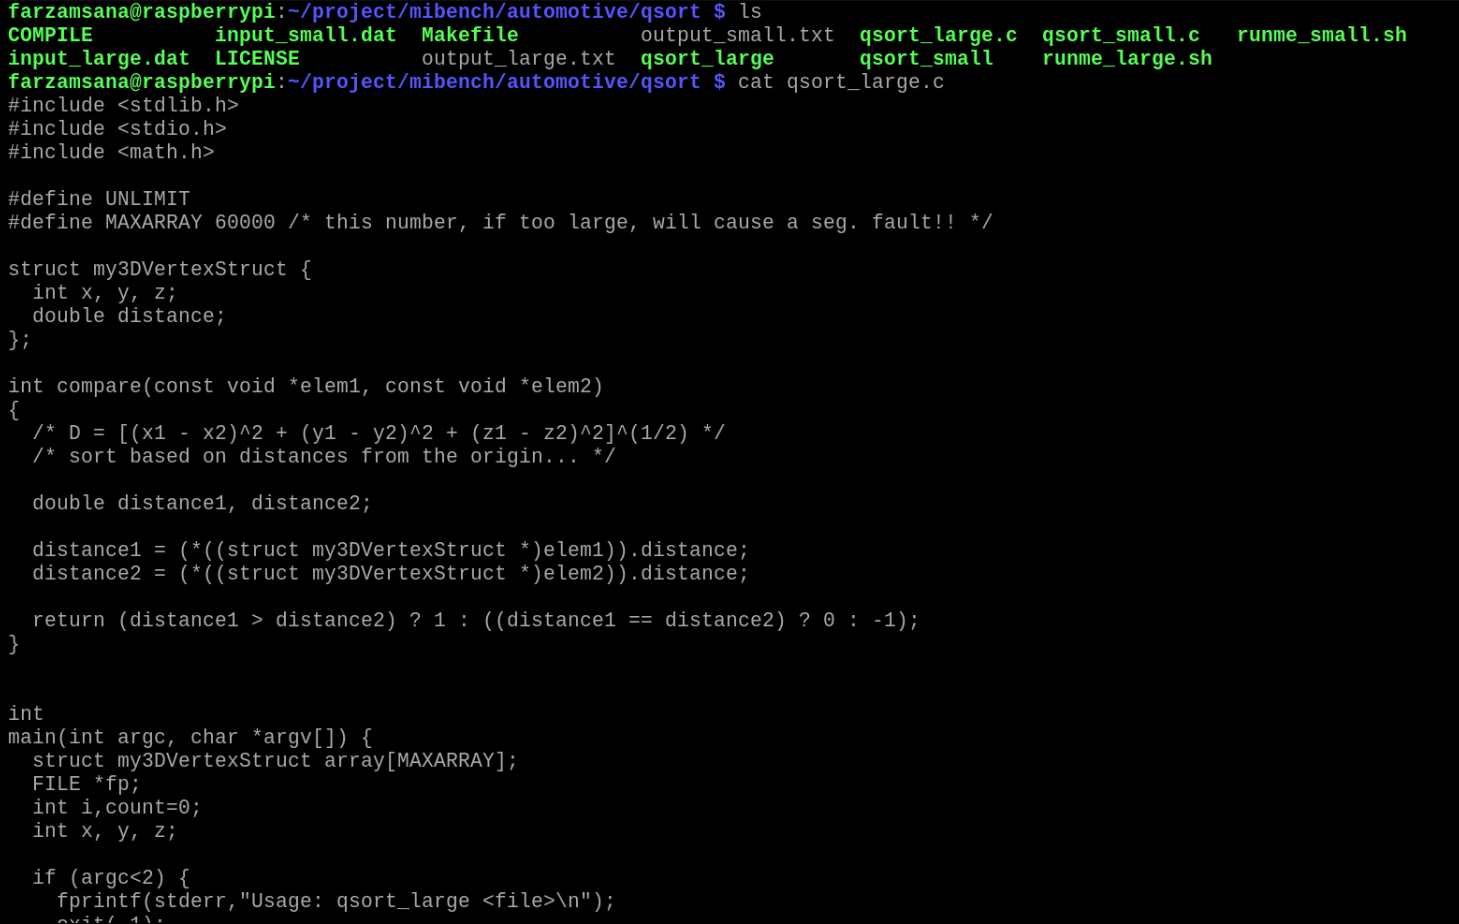 farzamsana@raspberrypi:~/project/mibench/automotive/qsort $ ls
COMPILE          input_small.dat  Makefile          output_small.txt  qsort_large.c  qsort_small.c   runme_small.sh
input_large.dat  LICENSE          output_large.txt  qsort_large       qsort_small    runme_large.sh
farzamsana@raspberrypi:~/project/mibench/automotive/qsort $ cat qsort_large.c
#include <stdlib.h>
#include <stdio.h>
#include <math.h>

#define UNLIMIT
#define MAXARRAY 60000 /* this number, if too large, will cause a seg. fault!! */

struct my3DVertexStruct {
  int x, y, z;
  double distance;
};

int compare(const void *elem1, const void *elem2)
{
  /* D = [(x1 - x2)^2 + (y1 - y2)^2 + (z1 - z2)^2]^(1/2) */
  /* sort based on distances from the origin... */

  double distance1, distance2;

  distance1 = (*((struct my3DVertexStruct *)elem1)).distance;
  distance2 = (*((struct my3DVertexStruct *)elem2)).distance;

  return (distance1 > distance2) ? 1 : ((distance1 == distance2) ? 0 : -1);
}


int
main(int argc, char *argv[]) {
  struct my3DVertexStruct array[MAXARRAY];
  FILE *fp;
  int i,count=0;
  int x, y, z;

  if (argc<2) {
    fprintf(stderr,"Usage: qsort_large <file>\n");